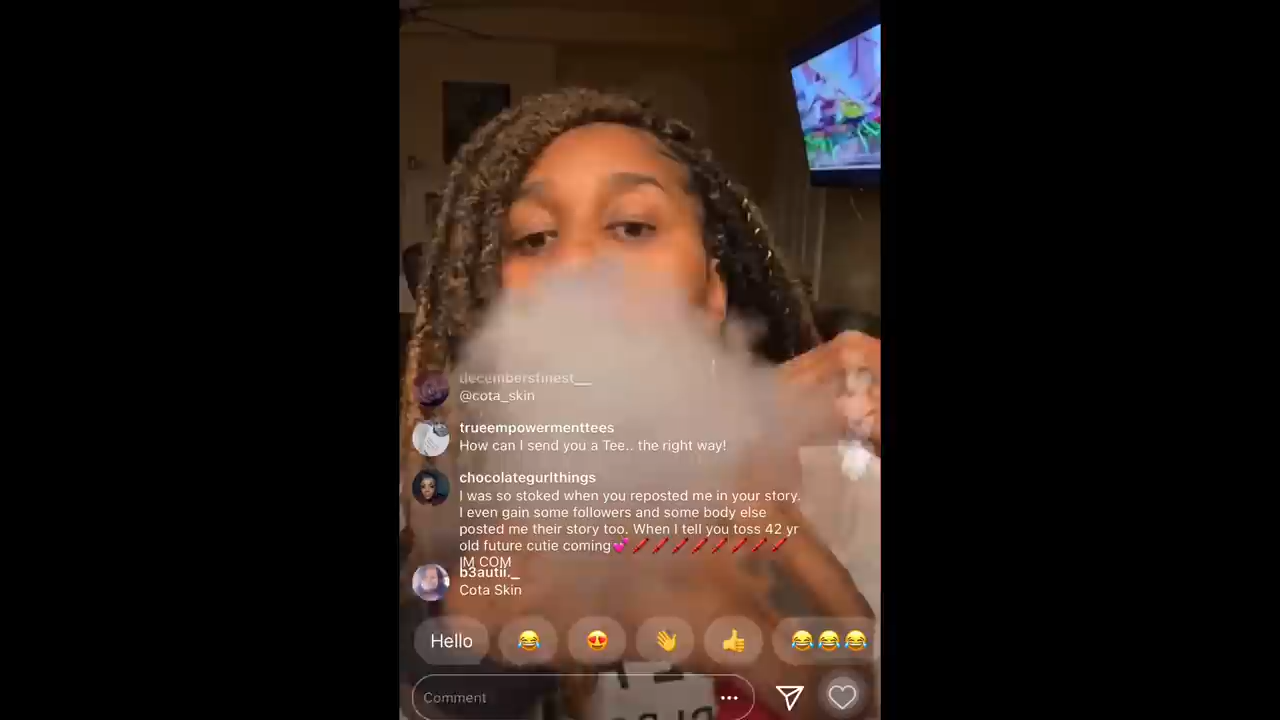 decembersfinest__
@cota_skin
trueempowermenttees
How can I send you a Tee.. the right way!
chocolategurlthings
I was so stoked when you reposted me in your story.
I even gain some followers and some body else
posted me their story too. When I tell you toss 42 yr
old future cutie coming💕🧨🧨🧨🧨🧨🧨🧨🧨
IM COM
b3autii._
Cota Skin
Hello 😂 😍 👋 👍 😂😂😂
Comment